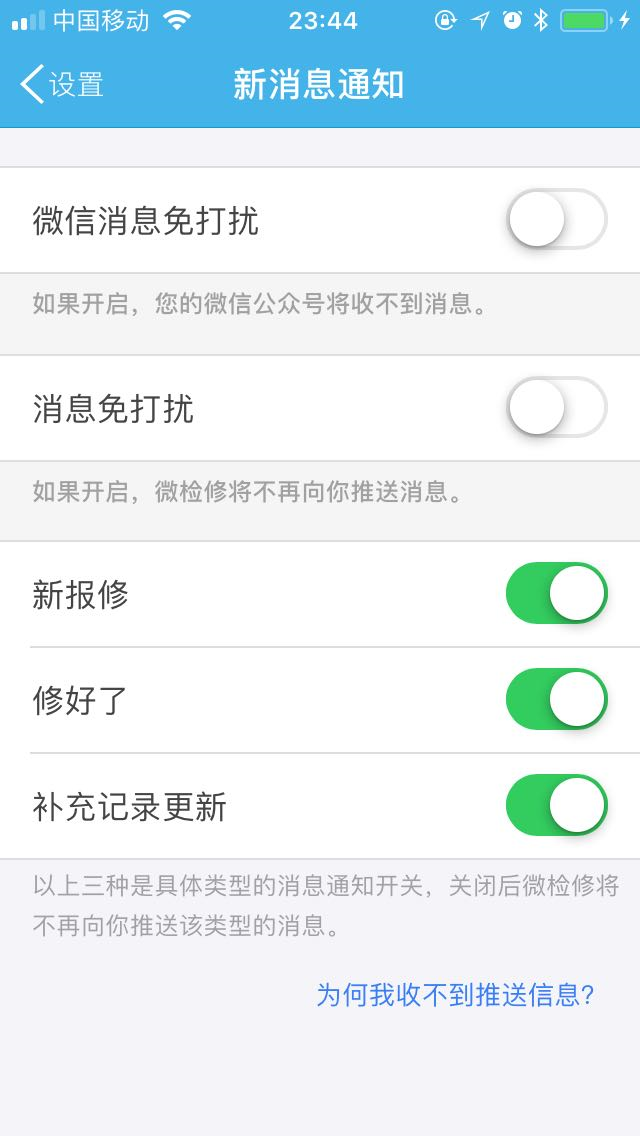 中国移动
23:44
设置
新消息通知
微信消息免打扰
如果开启，您的微信公众号将收不到消息。
消息免打扰
如果开启，微检修将不再向你推送消息。
新报修
修好了
补充记录更新
以上三种是具体类型的消息通知开关，关闭后微检修将
不再向你推送该类型的消息。
为何我收不到推送信息?